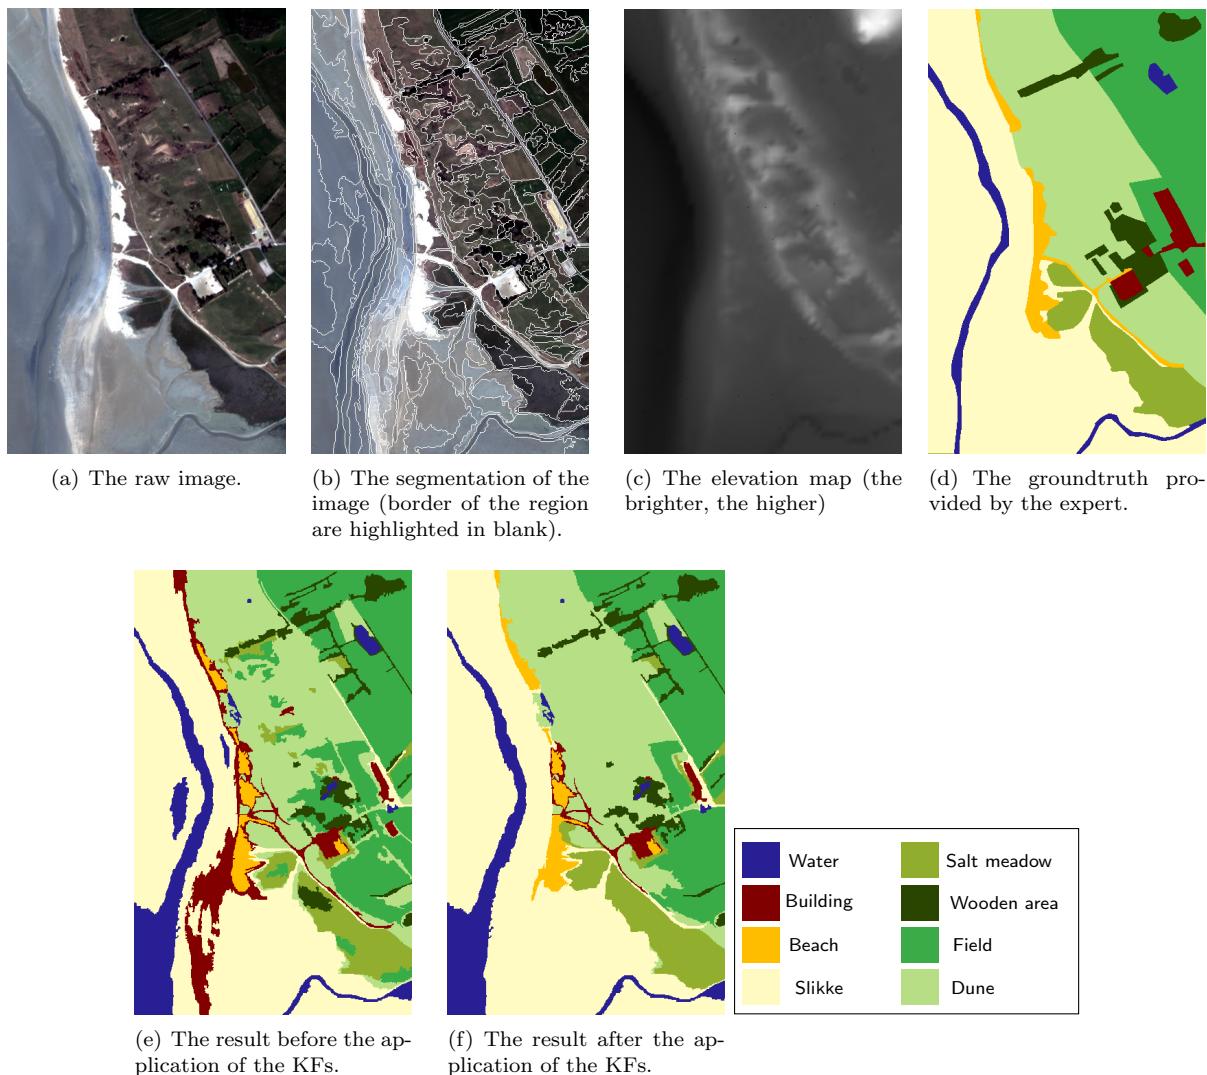 (a) The raw image.
(b) The segmentation of the
image (border of the region
are highlighted in blank).
(c) The elevation map (the
brighter, the higher)
(d) The groundtruth pro-
vided by the expert.
(e) The result before the ap-
plication of the KFs.
(f) The result after the ap-
plication of the KFs.
Water
Building
Beach
Slikke
Salt meadow
Wooden area
Field
Dune